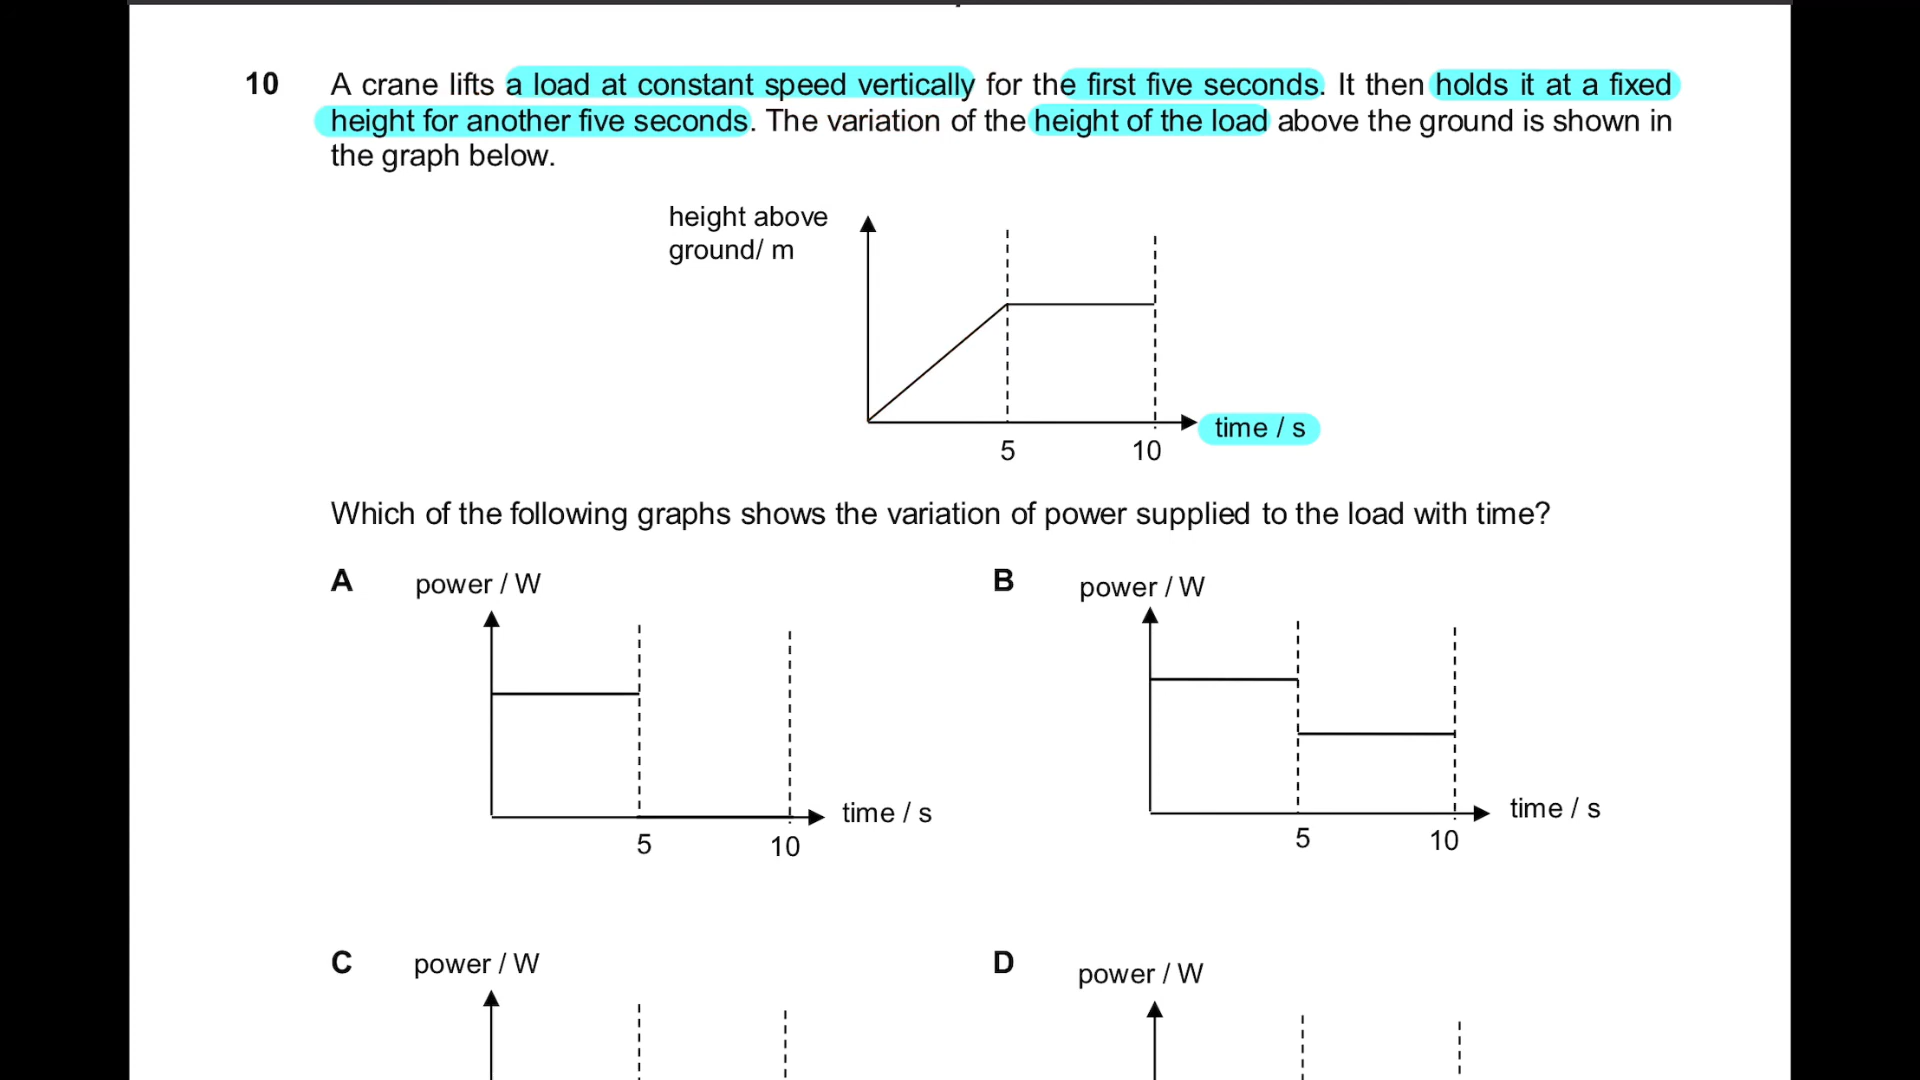 10 A crane lifts a load at constant speed vertically for the first five seconds. It then holds it at a fixed
height for another five seconds. The variation of the height of the load above the ground is shown in
the graph below.
height above
ground/ m
time / s
5 10
Which of the following graphs shows the variation of power supplied to the load with time?
A power / W
time / s
5 10
B power / W
time / s
5 10
C power / W
D power / W